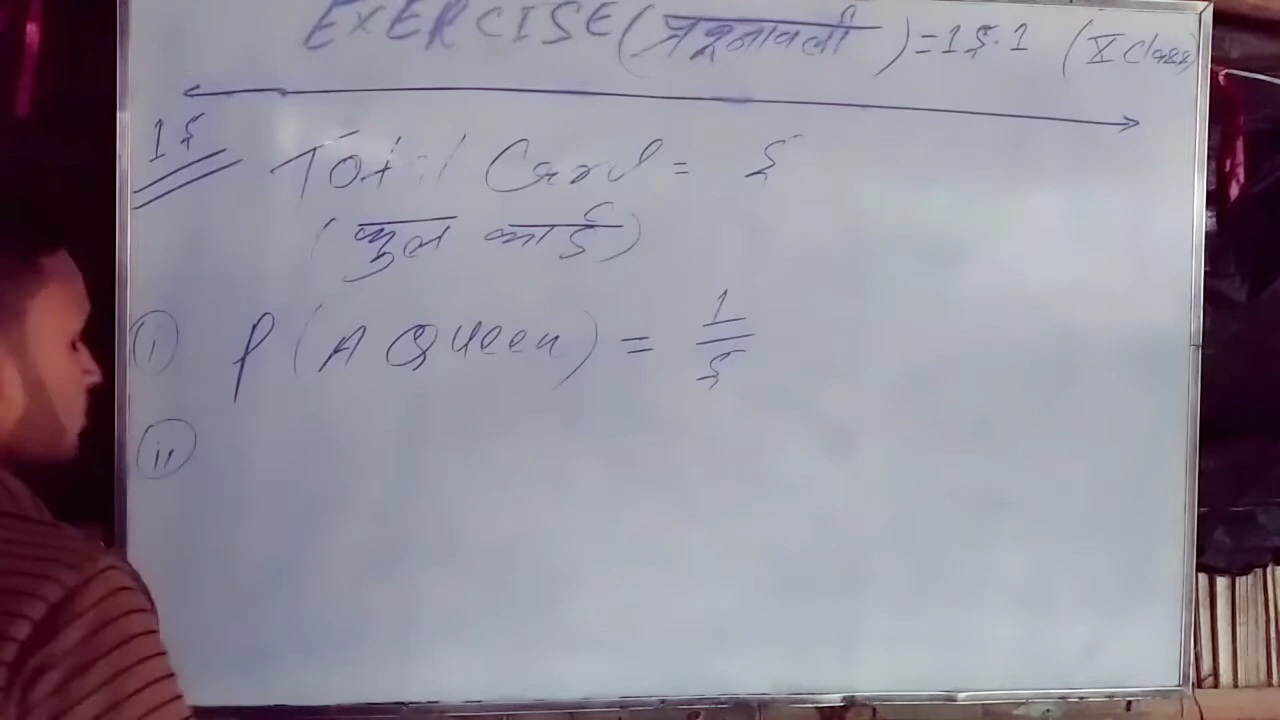 EXERCISE (प्रश्नावली) = 15.1 (X Class)
15
Total Card = 5
(कुल कार्ड)
(i) P(A Queen) = 1/5
(ii)